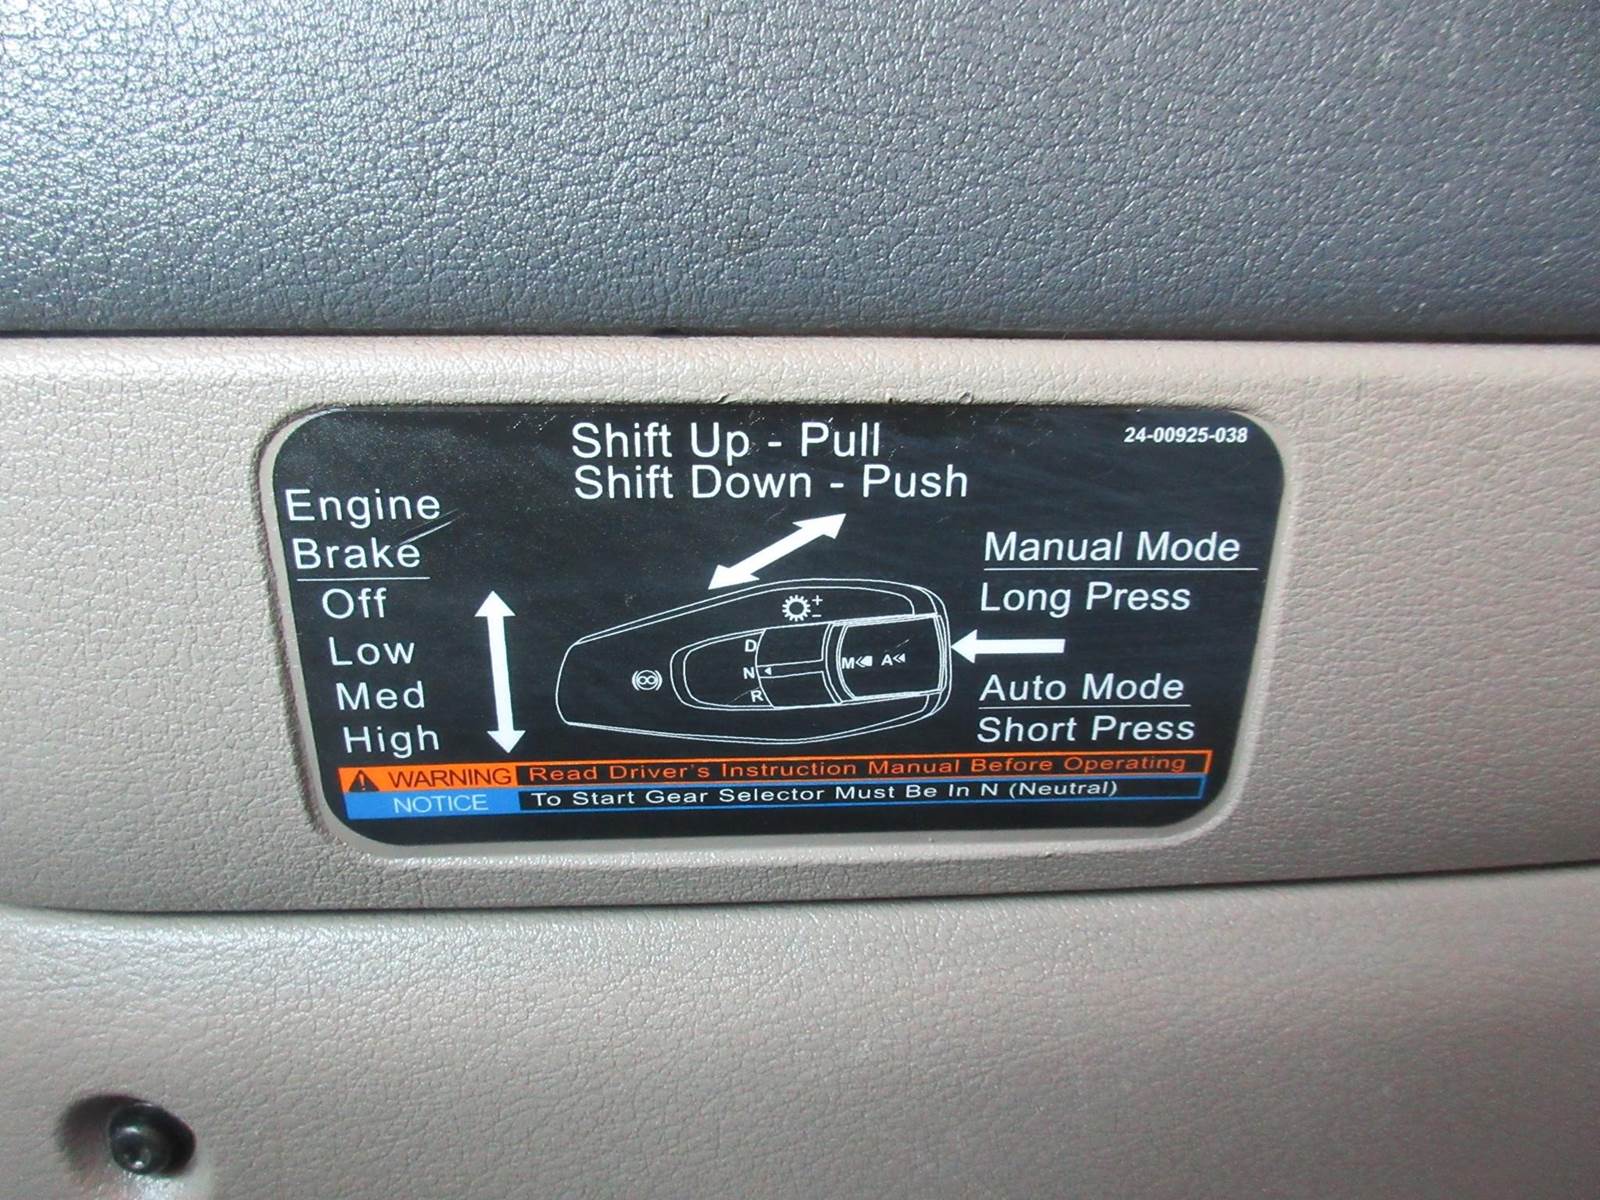 Shift Up - Pull
Shift Down - Push
24-00925-038
Engine
Brake
Off
Low
Med
High
+
-
D
N
R
M
A
Manual Mode
Long Press
Auto Mode
Short Press
WARNING Read Driver's Instruction Manual Before Operating
NOTICE To Start Gear Selector Must Be In N (Neutral)